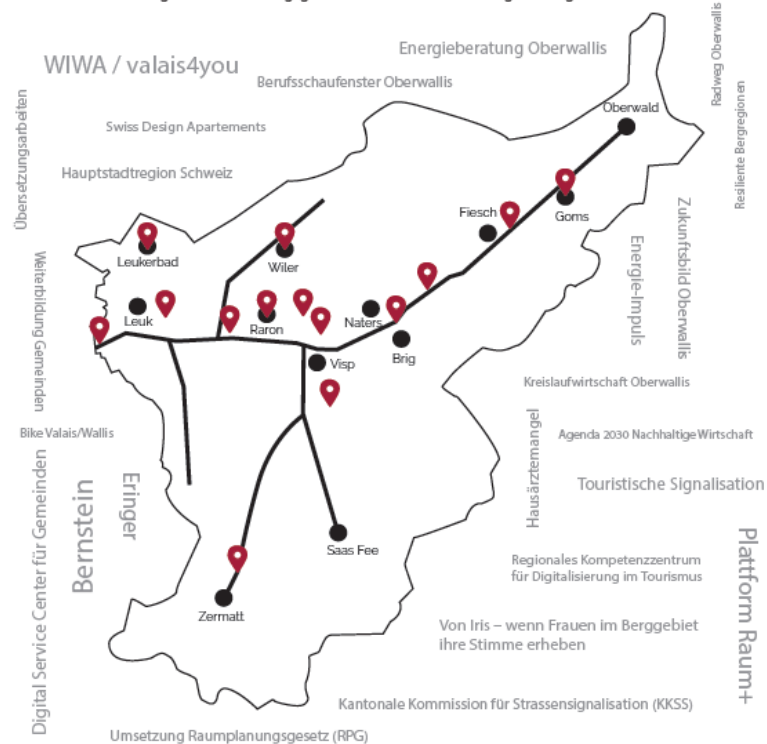 Energieberatung Oberwallis
WIWA / valais4you
Berufsschaufenster Oberwallis
Radweg Oberwallis
Resiliente Bergregionen
Übersetzungsarbeiten
Swiss Design Apartements
Hauptstadtregion Schweiz
Oberwald
Goms
Fiesch
Zukunftsbild Oberwallis
Energie-Impuls
Leukerbad
Wiler
Weiterbildung Gemeinden
Leuk
Raron
Naters
Brig
Visp
Kreislaufwirtschaft Oberwallis
Bike Valais/Wallis
Hausärztemangel
Agenda 2030 Nachhaltige Wirtschaft
Digital Service Center für Gemeinden
Bernstein
Eringer
Touristische Signalisation
Saas Fee
Regionales Kompetenzzentrum
für Digitalisierung im Tourismus
Plattform Raum+
Zermatt
Von Iris – wenn Frauen im Berggebiet
ihre Stimme erheben
Kantonale Kommission für Strassensignalisation (KKSS)
Umsetzung Raumplanungsgesetz (RPG)